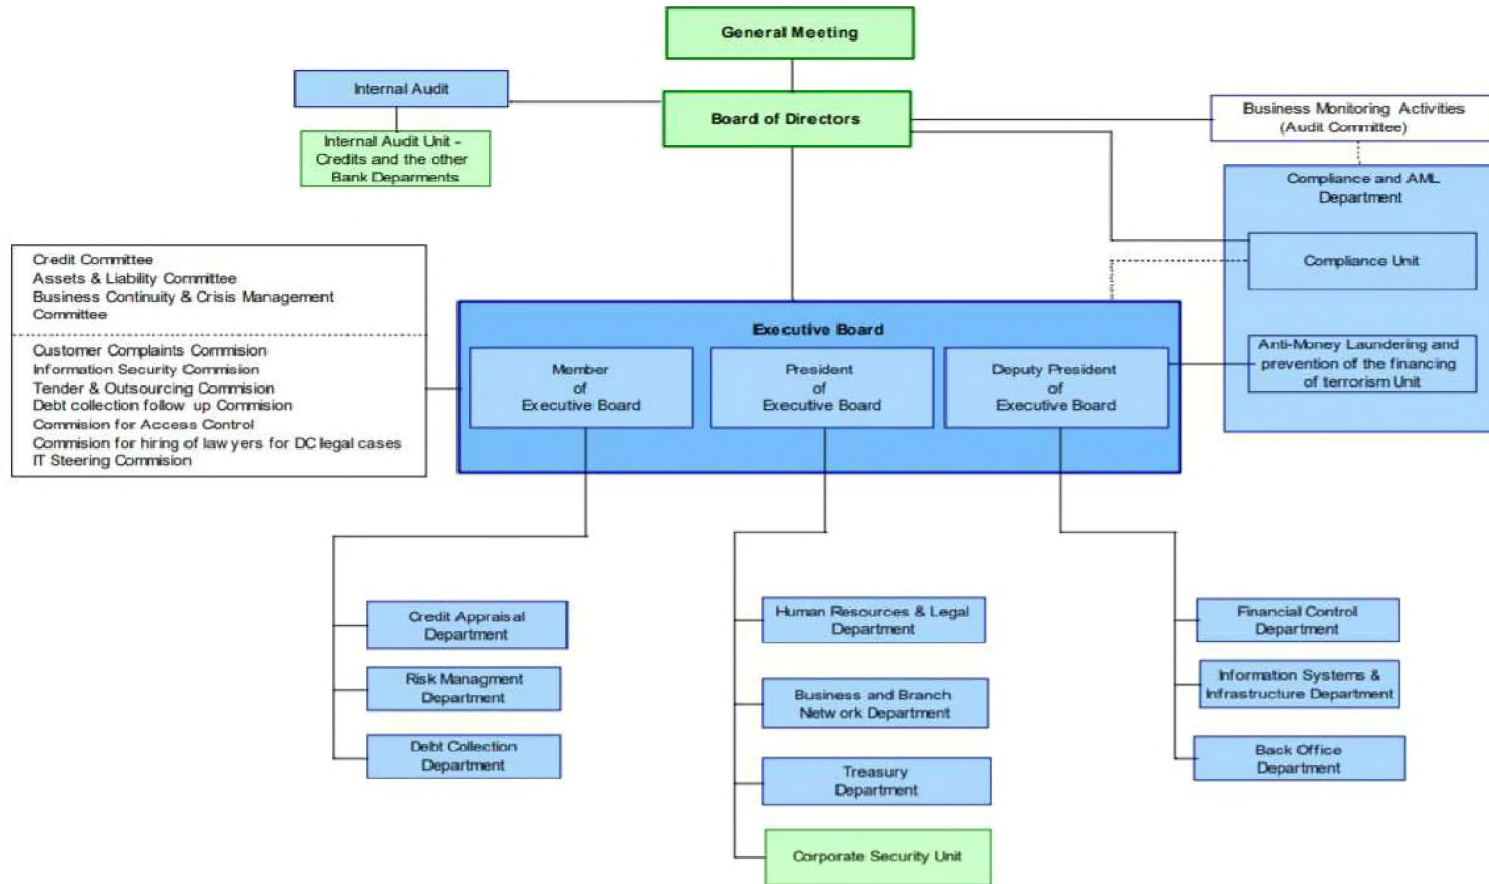 General Meeting
Internal Audit
Board of Directors
Business Monitoring Activities
(Audit Committee)
Internal Audit Unit -
Credits and the other
Bank Deparments
Compliance and AML
Department
Compliance Unit
Credit Committee
Assets & Liability Committee
Business Continuity & Crisis Management
Committee
Customer Complaints Commision
Information Security Commision
Tender & Outsourcing Commision
Debt collection follow up Commision
Commision for Access Control
Commision for hiring of lawyers for DC legal cases
IT Steering Commision
Executive Board
Member
of
Executive Board
President
of
Executive Board
Deputy President
of
Executive Board
Anti-Money Laundering and
prevention of the financing
of terrorism Unit
Credit Appraisal
Department
Risk Managment
Department
Debt Collection
Department
Human Resources & Legal
Department
Business and Branch
Network Department
Treasury
Department
Corporate Security Unit
Financial Control
Department
Information Systems &
Infrastructure Department
Back Office
Department